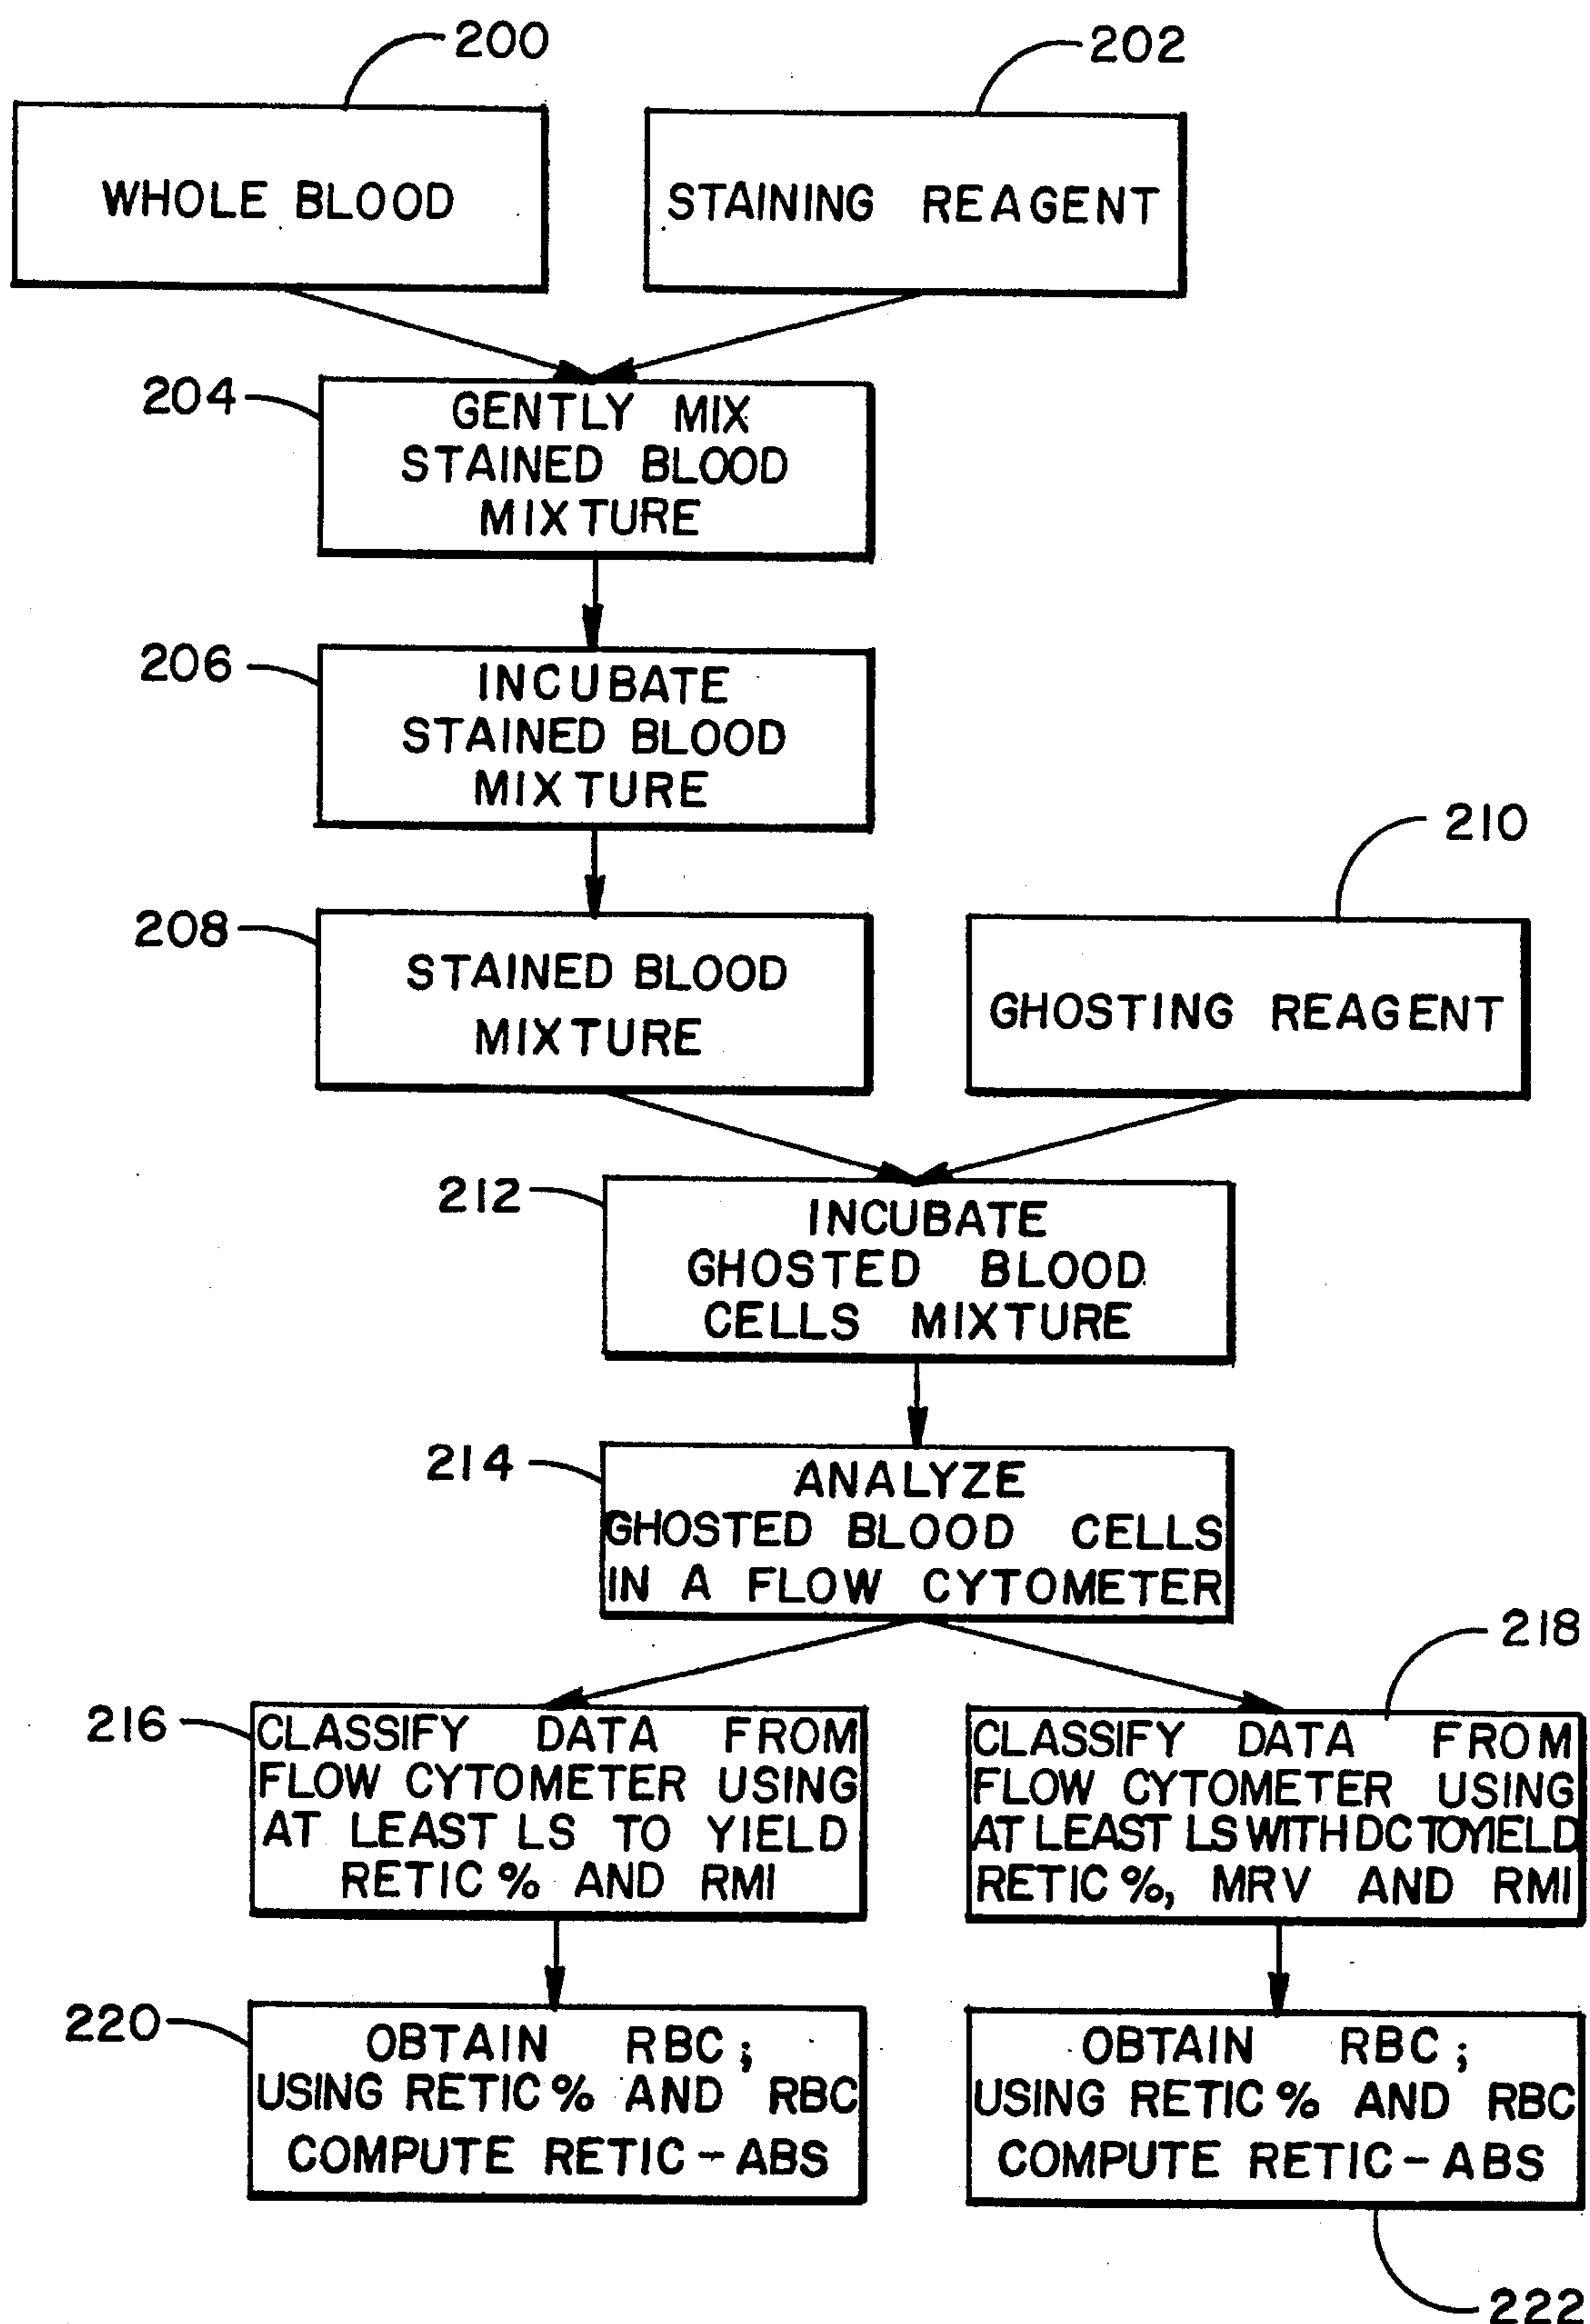 200
202
WHOLE BLOOD
STAINING REAGENT
204
GENTLY MIX
STAINED BLOOD
MIXTURE
206
INCUBATE
STAINED BLOOD
MIXTURE
210
208
STAINED BLOOD
MIXTURE
GHOSTING REAGENT
212
INCUBATE
GHOSTED BLOOD
CELLS MIXTURE
214
ANALYZE
GHOSTED BLOOD CELLS
IN A FLOW CYTOMETER
218
216
CLASSIFY DATA FROM
FLOW CYTOMETER USING
AT LEAST LS TO YIELD
RETIC % AND RMI
CLASSIFY DATA FROM
FLOW CYTOMETER USING
AT LEAST LS WITH DC TO YIELD
RETIC %, MRV AND RMI
220
OBTAIN RBC;
USING RETIC % AND RBC
COMPUTE RETIC-ABS
OBTAIN RBC;
USING RETIC % AND RBC
COMPUTE RETIC-ABS
222